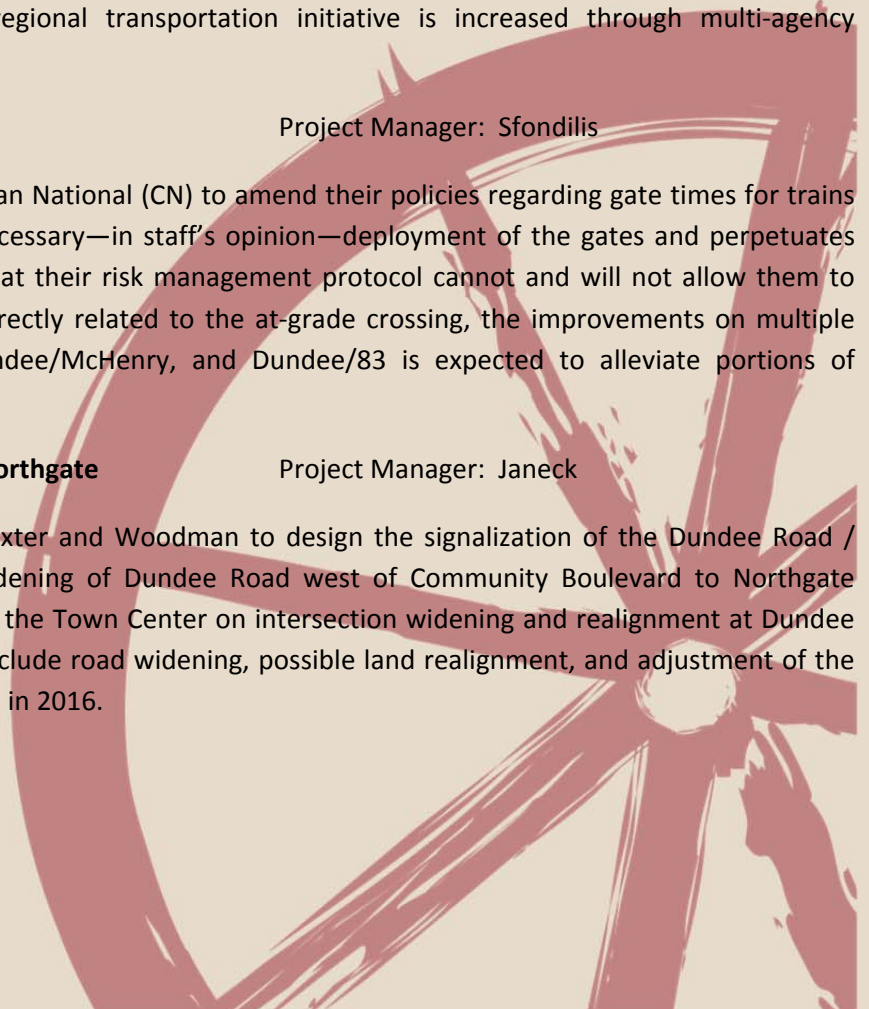 regional transportation initiative is increased through multi-agency
Project Manager: Sfondilis
an National (CN) to amend their policies regarding gate times for trains
cessary—in staff's opinion—deployment of the gates and perpetuates
at their risk management protocol cannot and will not allow them to
rectly related to the at-grade crossing, the improvements on multiple
ndee/McHenry, and Dundee/83 is expected to alleviate portions of
orthgate Project Manager: Janeck
xter and Woodman to design the signalization of the Dundee Road /
dening of Dundee Road west of Community Boulevard to Northgate
the Town Center on intersection widening and realignment at Dundee
clude road widening, possible land realignment, and adjustment of the
in 2016.